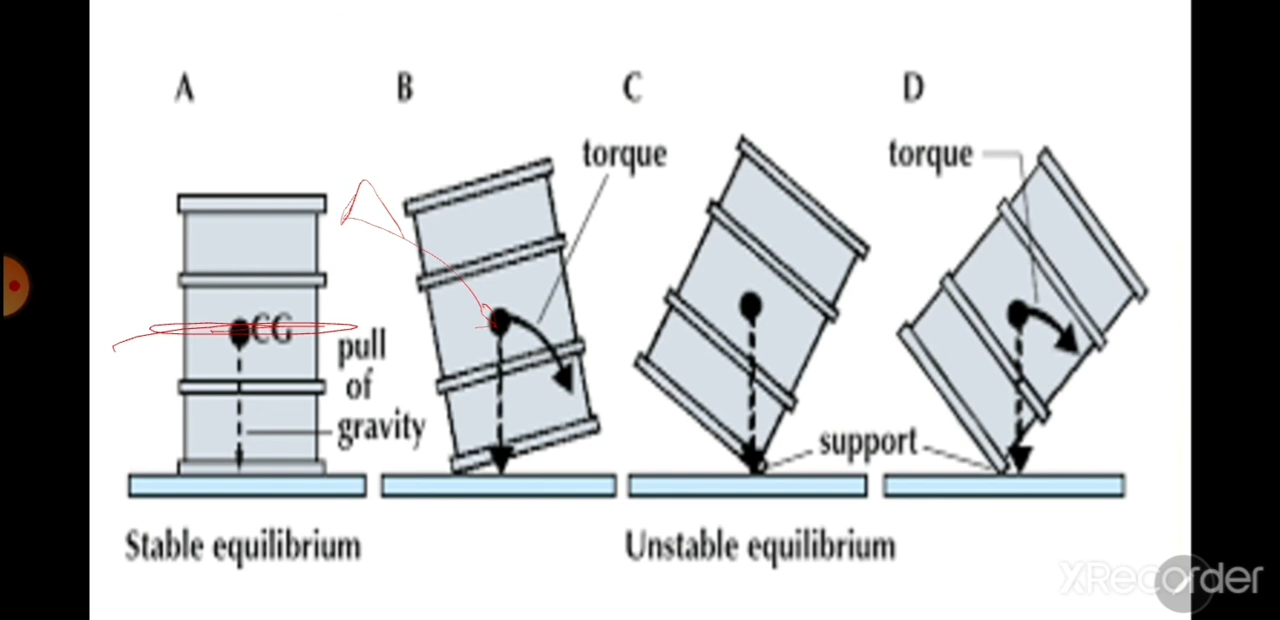 A
B
C
D
torque
torque
CG
pull
of
gravity
support
Stable equilibrium
Unstable equilibrium
XRecorder